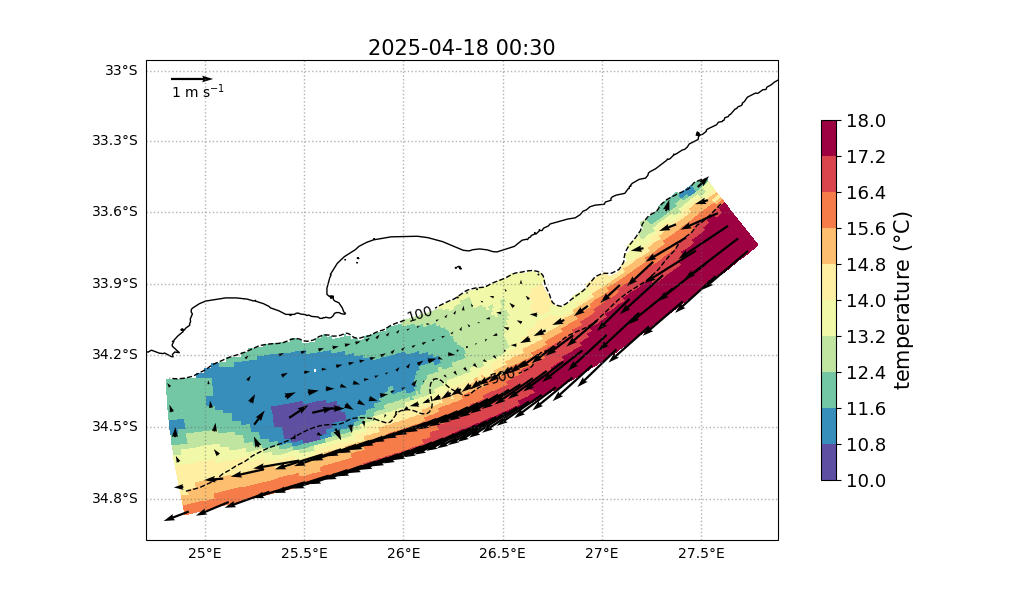 2025-04-18 00:30
1 m s⁻¹
33°S
33.3°S
33.6°S
33.9°S
34.2°S
34.5°S
34.8°S
100
500
25°E
25.5°E
26°E
26.5°E
27°E
27.5°E
18.0
17.2
16.4
15.6
14.8
14.0
13.2
12.4
11.6
10.8
10.0
temperature (°C)